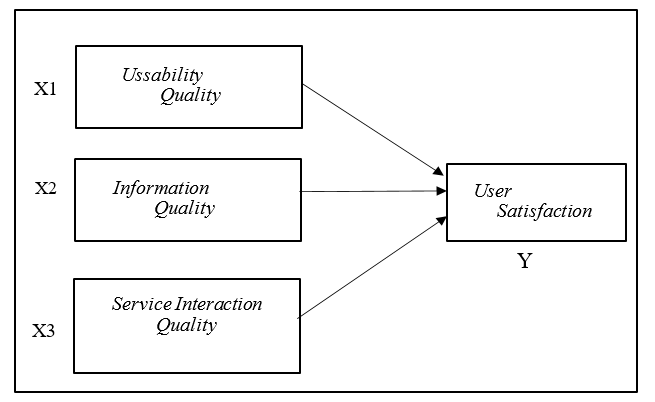 X1
Ussability
Quality
X2
Information
Quality
X3
Service Interaction
Quality
User
Satisfaction
Y